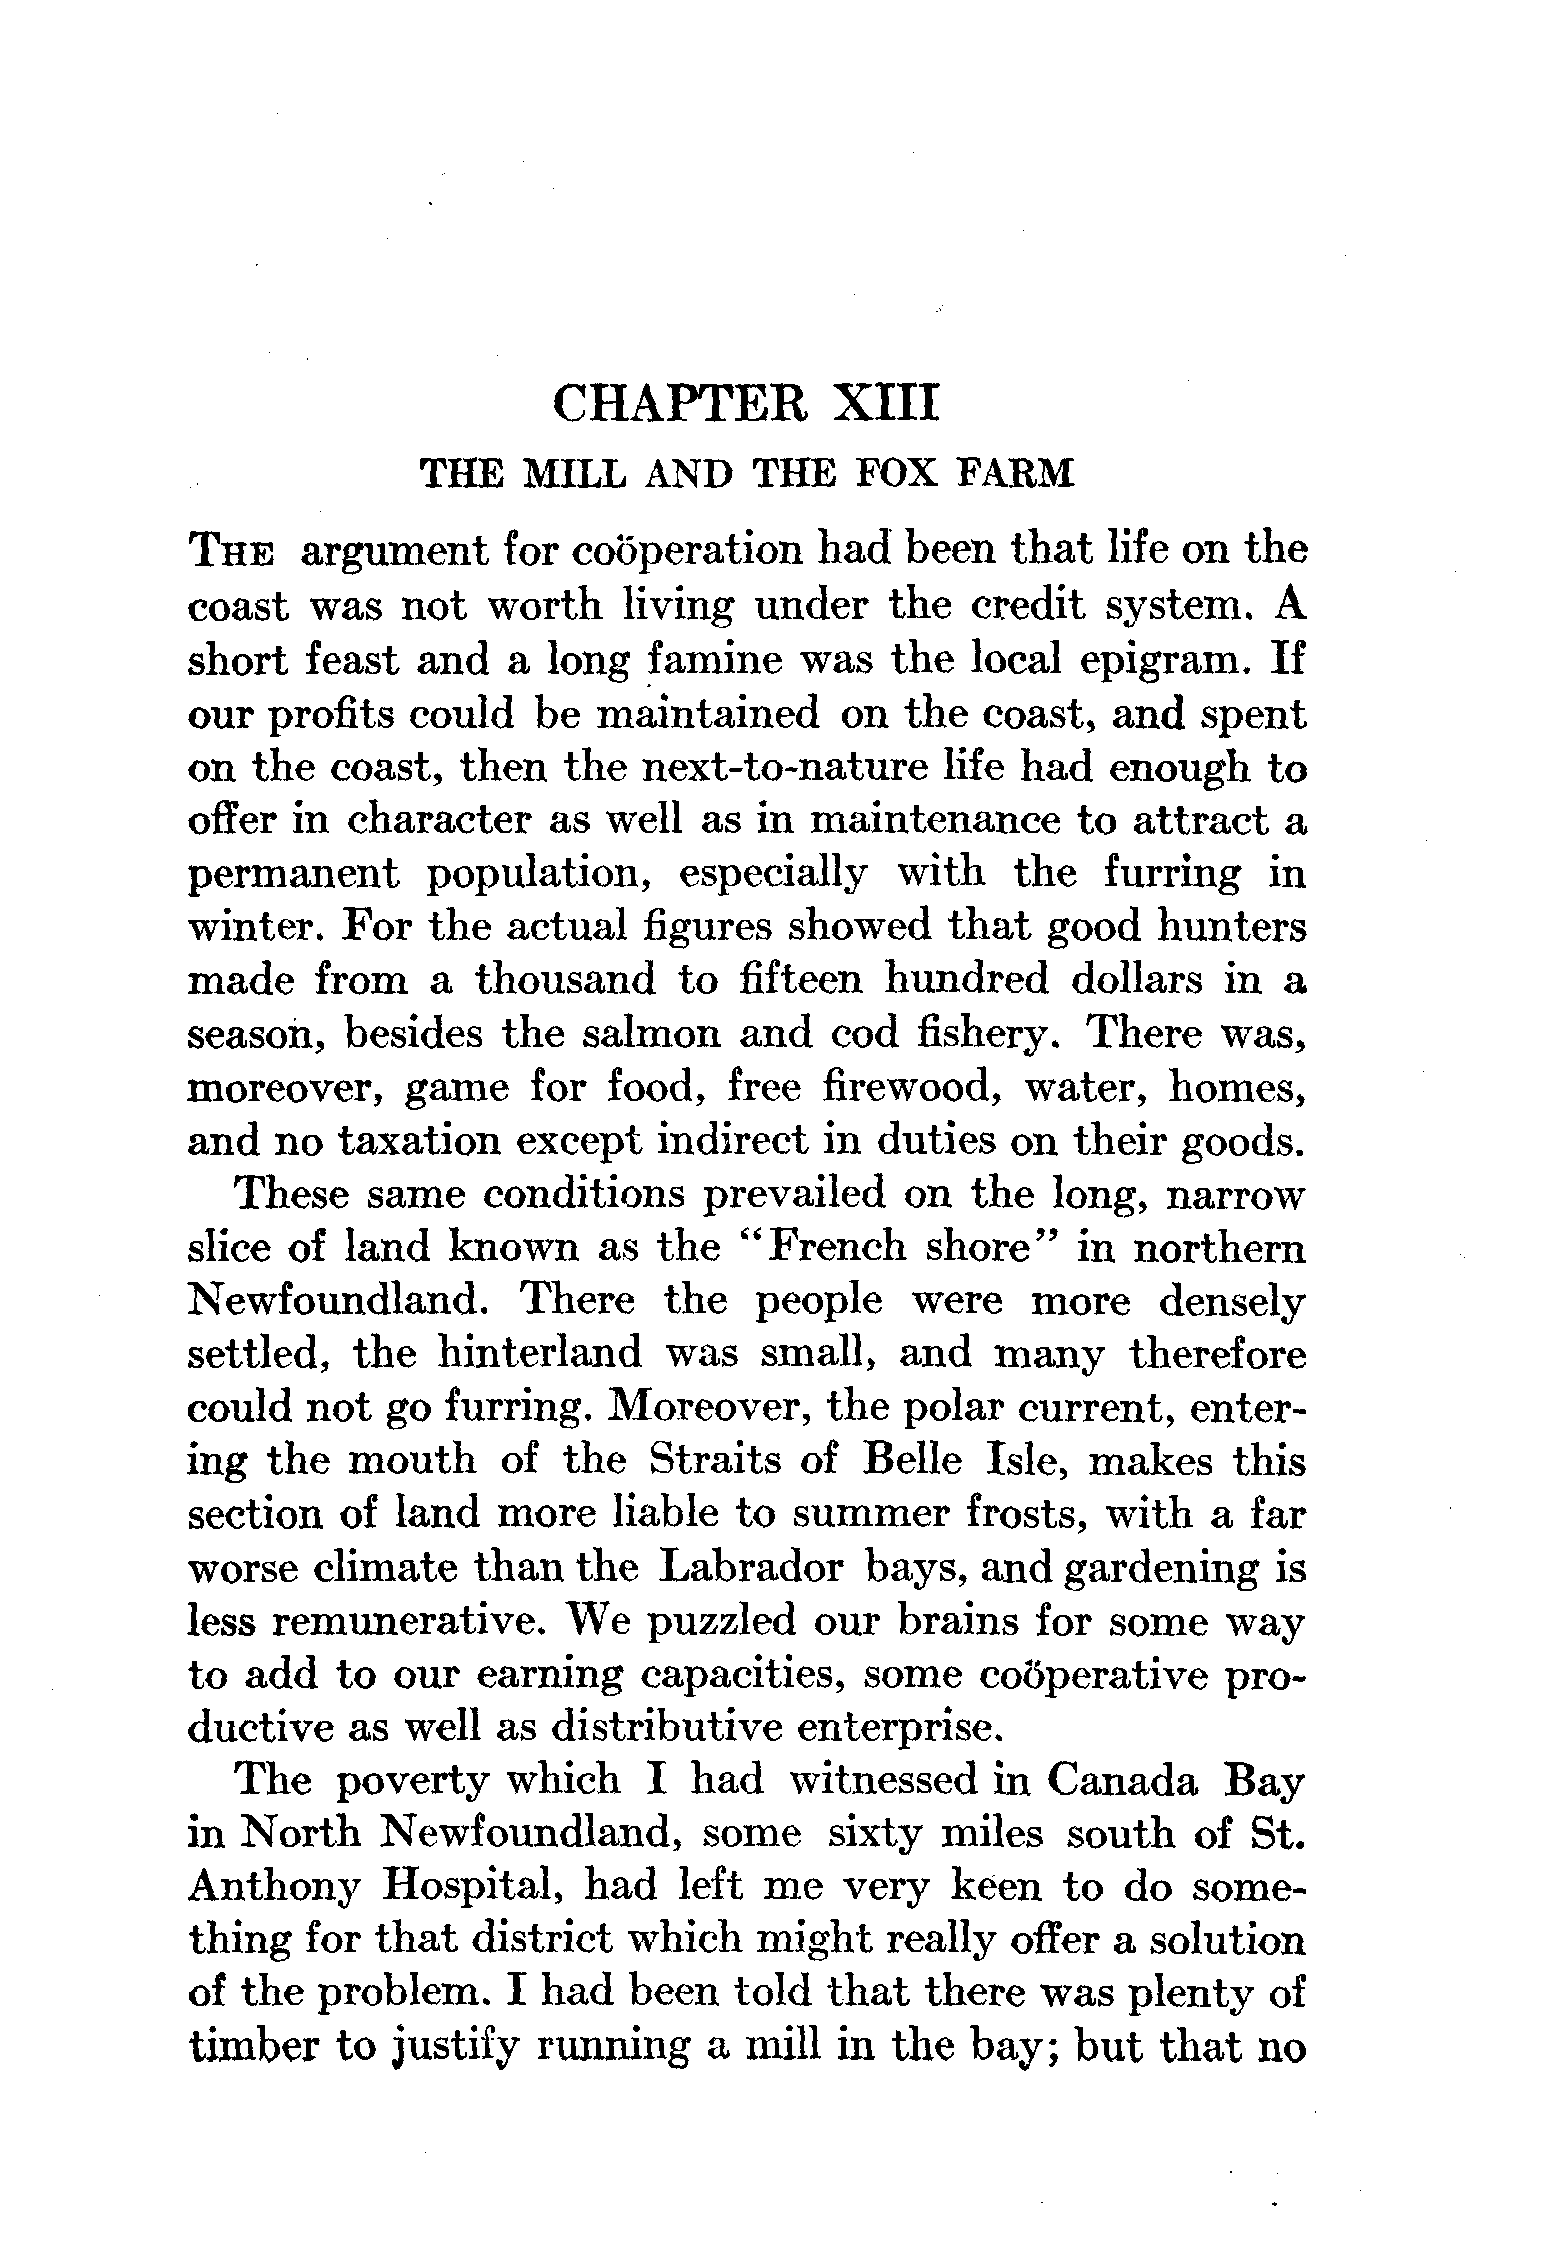 CHAPTER XIII
THE MILL AND THE FOX FARM
THE argument for coöperation had been that life on the
coast was not worth living under the credit system. A
short feast and a long famine was the local epigram. If
our profits could be maintained on the coast, and spent
on the coast, then the next-to-nature life had enough to
offer in character as well as in maintenance to attract a
permanent population, especially with the furring in
winter. For the actual figures showed that good hunters
made from a thousand to fifteen hundred dollars in a
season, besides the salmon and cod fishery. There was,
moreover, game for food, free firewood, water, homes,
and no taxation except indirect in duties on their goods.
These same conditions prevailed on the long, narrow
slice of land known as the “French shore” in northern
Newfoundland. There the people were more densely
settled, the hinterland was small, and many therefore
could not go furring. Moreover, the polar current, enter-
ing the mouth of the Straits of Belle Isle, makes this
section of land more liable to summer frosts, with a far
worse climate than the Labrador bays, and gardening is
less remunerative. We puzzled our brains for some way
to add to our earning capacities, some coöperative pro-
ductive as well as distributive enterprise.
The poverty which I had witnessed in Canada Bay
in North Newfoundland, some sixty miles south of St.
Anthony Hospital, had left me very keen to do some-
thing for that district which might really offer a solution
of the problem. I had been told that there was plenty of
timber to justify running a mill in the bay; but that no